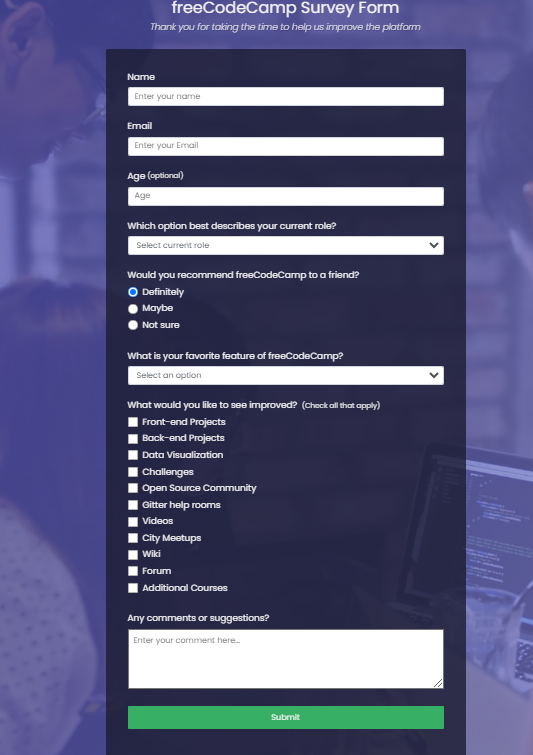 freeCodeCamp Survey Form
Thank you for taking the time to help us improve the platform
Name
Enter your name
Email
Enter your Email
Age (optional)
Age
Which option best describes your current role?
Select current role
Would you recommend freeCodeCamp to a friend?
Definitely
Maybe
Not sure
What is your favorite feature of freeCodeCamp?
Select an option
What would you like to see improved? (Check all that apply)
Front-end Projects
Back-end Projects
Data Visualization
Challenges
Open Source Community
Gitter help rooms
Videos
City Meetups
Wiki
Forum
Additional Courses
Any comments or suggestions?
Enter your comment here...
Submit